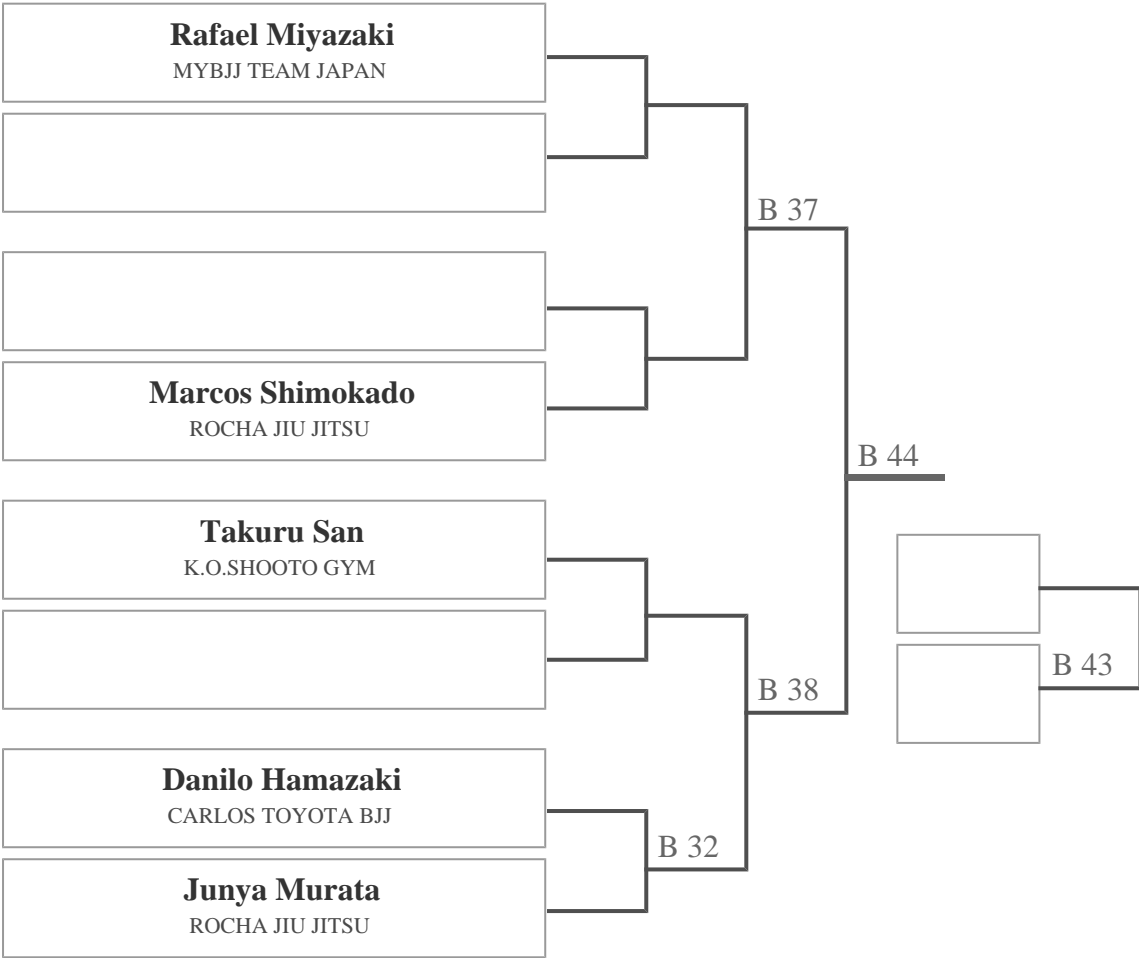 Rafael Miyazaki
MYBJJ TEAM JAPAN
B 37
Marcos Shimokado
ROCHA JIU JITSU
B 44
Takuru San
K.O.SHOOTO GYM
B 43
B 38
Danilo Hamazaki
CARLOS TOYOTA BJJ
B 32
Junya Murata
ROCHA JIU JITSU